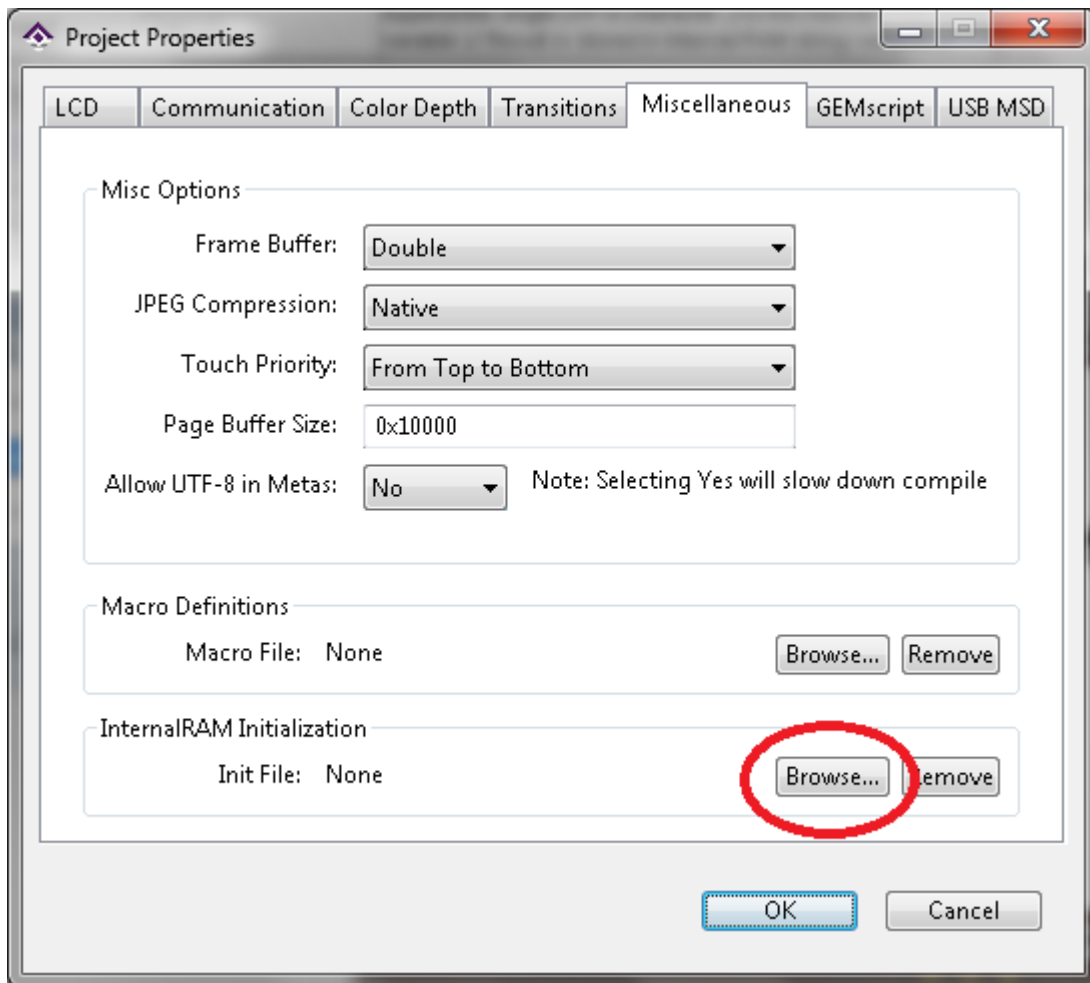 Project Properties
LCD Communication Color Depth Transitions Miscellaneous GEMscript USB MSD
Misc Options
Frame Buffer: Double
JPEG Compression: Native
Touch Priority: From Top to Bottom
Page Buffer Size: 0x10000
Allow UTF-8 in Metas: No Note: Selecting Yes will slow down compile
Macro Definitions
Macro File: None Browse... Remove
InternalRAM Initialization
Init File: None Browse... Remove
OK Cancel